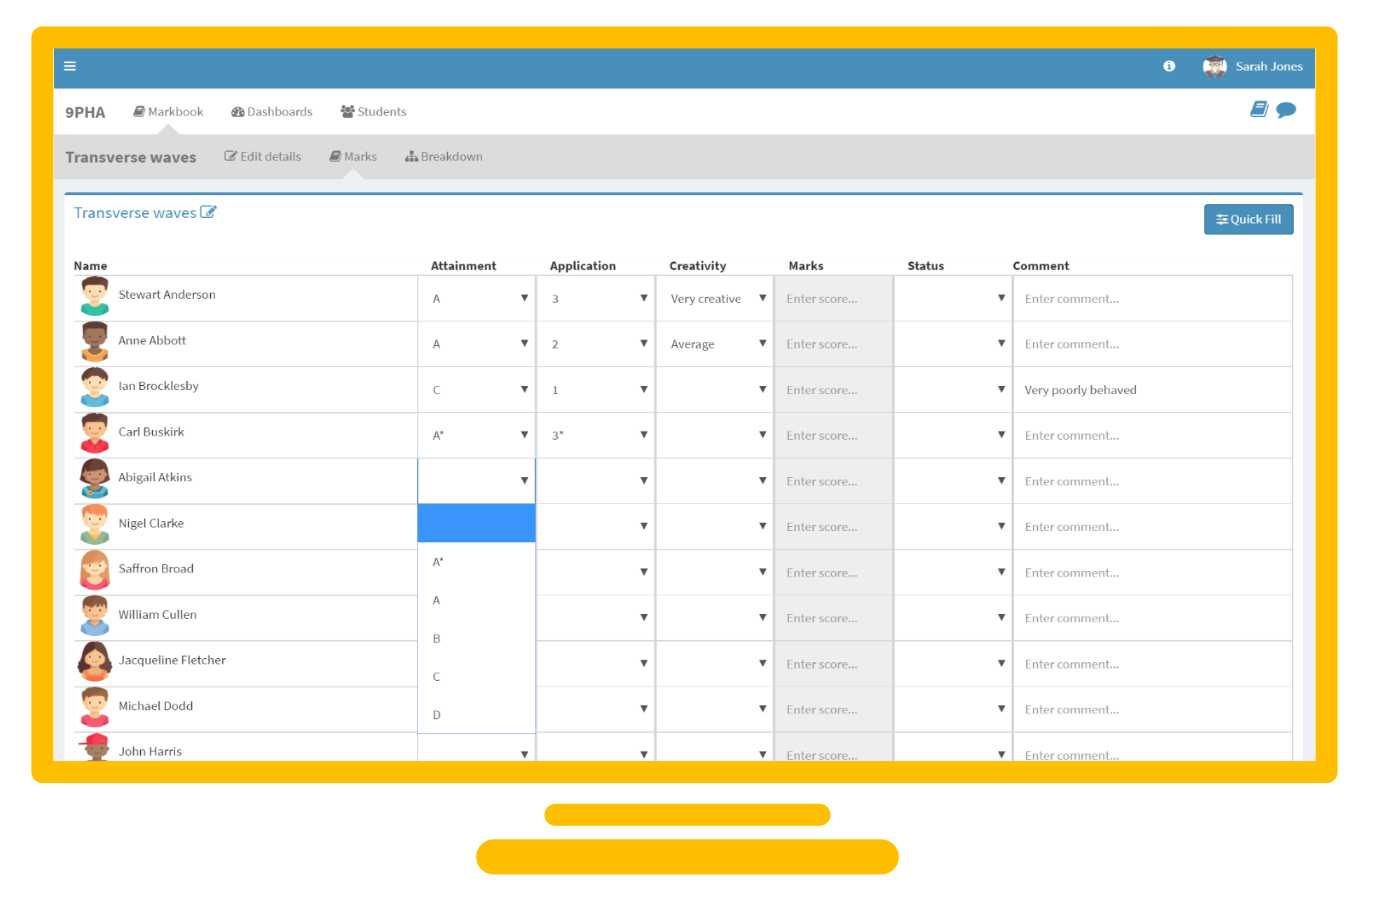 Sarah Jones
9PHA Markbook Dashboards Students
Transverse waves Edit details Marks Breakdown
Transverse waves
Quick Fill
Name Attainment Application Creativity Marks Status Comment
Stewart Anderson A 3 Very creative Enter score... Enter comment...
Anne Abbott A 2 Average Enter score... Enter comment...
Ian Brocklesby C 1 Enter score... Very poorly behaved
Carl Buskirk A* 3* Enter score... Enter comment...
Abigail Atkins Enter score... Enter comment...
Nigel Clarke Enter score... Enter comment...
Saffron Broad A* Enter score... Enter comment...
William Cullen A Enter score... Enter comment...
B
Jacqueline Fletcher C Enter score... Enter comment...
Michael Dodd D Enter score... Enter comment...
John Harris Enter score... Enter comment...